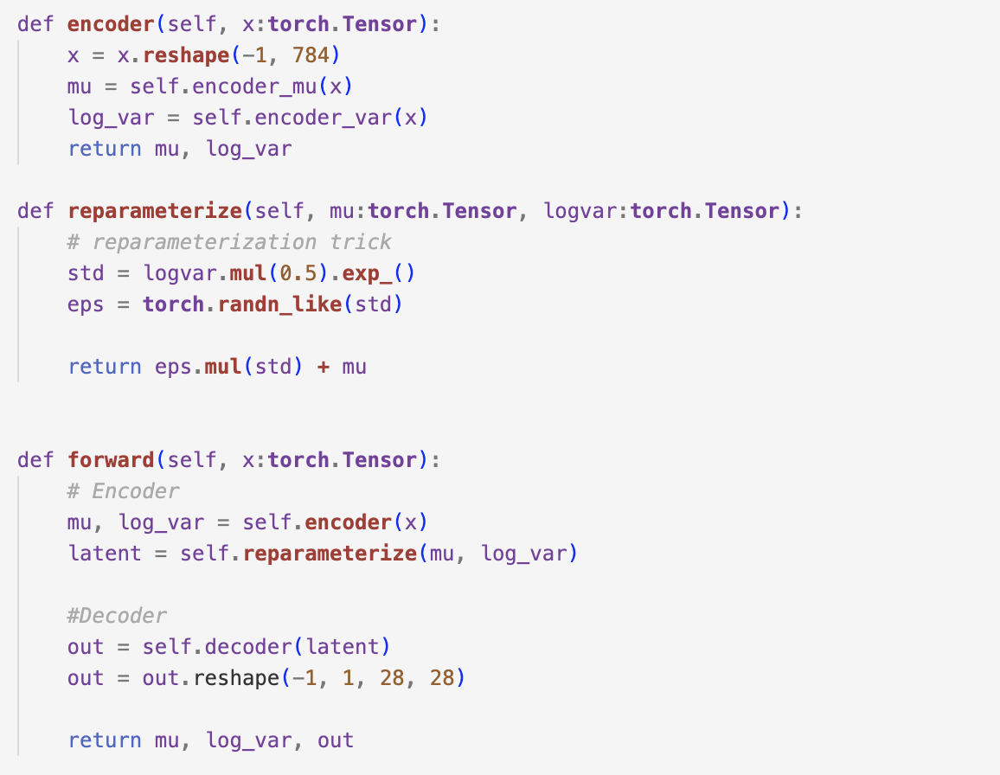 def encoder(self, x:torch.Tensor):
    x = x.reshape(-1, 784)
    mu = self.encoder_mu(x)
    log_var = self.encoder_var(x)
    return mu, log_var
def reparameterize(self, mu:torch.Tensor, logvar:torch.Tensor):
    # reparameterization trick
    std = logvar.mul(0.5).exp_()
    eps = torch.randn_like(std)
    return eps.mul(std) + mu
def forward(self, x:torch.Tensor):
    # Encoder
    mu, log_var = self.encoder(x)
    latent = self.reparameterize(mu, log_var)
    #Decoder
    out = self.decoder(latent)
    out = out.reshape(-1, 1, 28, 28)
    return mu, log_var, out